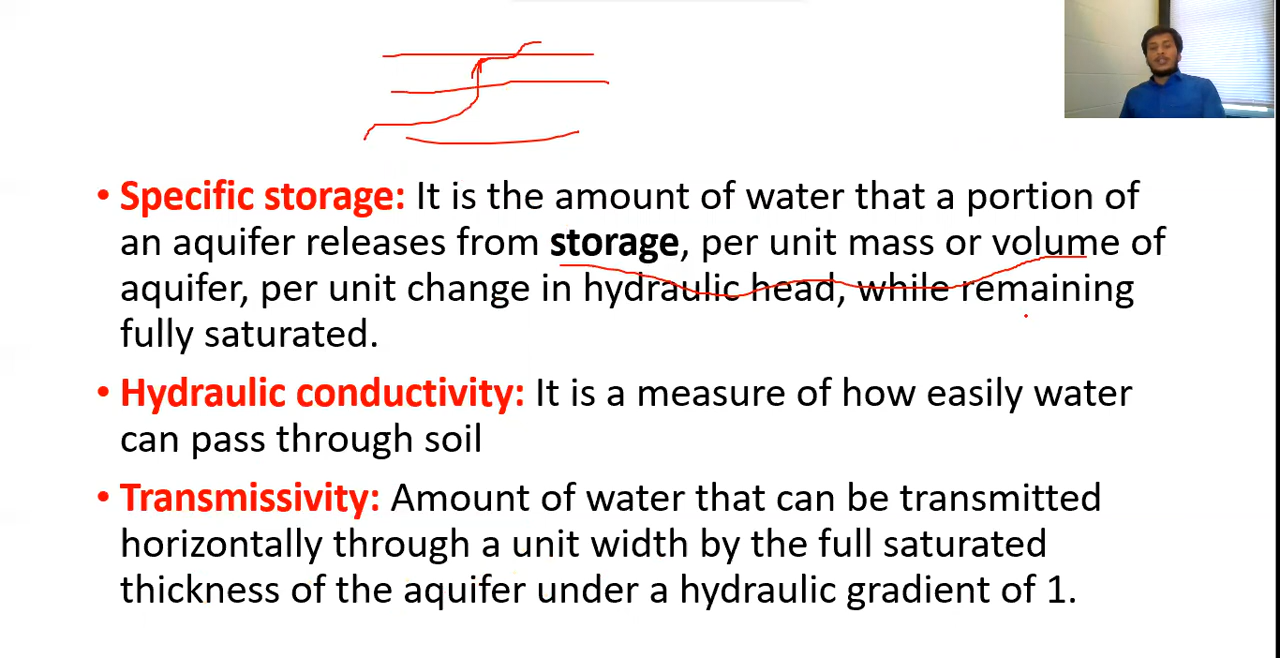 • Specific storage: It is the amount of water that a portion of
an aquifer releases from storage, per unit mass or volume of
aquifer, per unit change in hydraulic head, while remaining
fully saturated.
• Hydraulic conductivity: It is a measure of how easily water
can pass through soil
• Transmissivity: Amount of water that can be transmitted
horizontally through a unit width by the full saturated
thickness of the aquifer under a hydraulic gradient of 1.